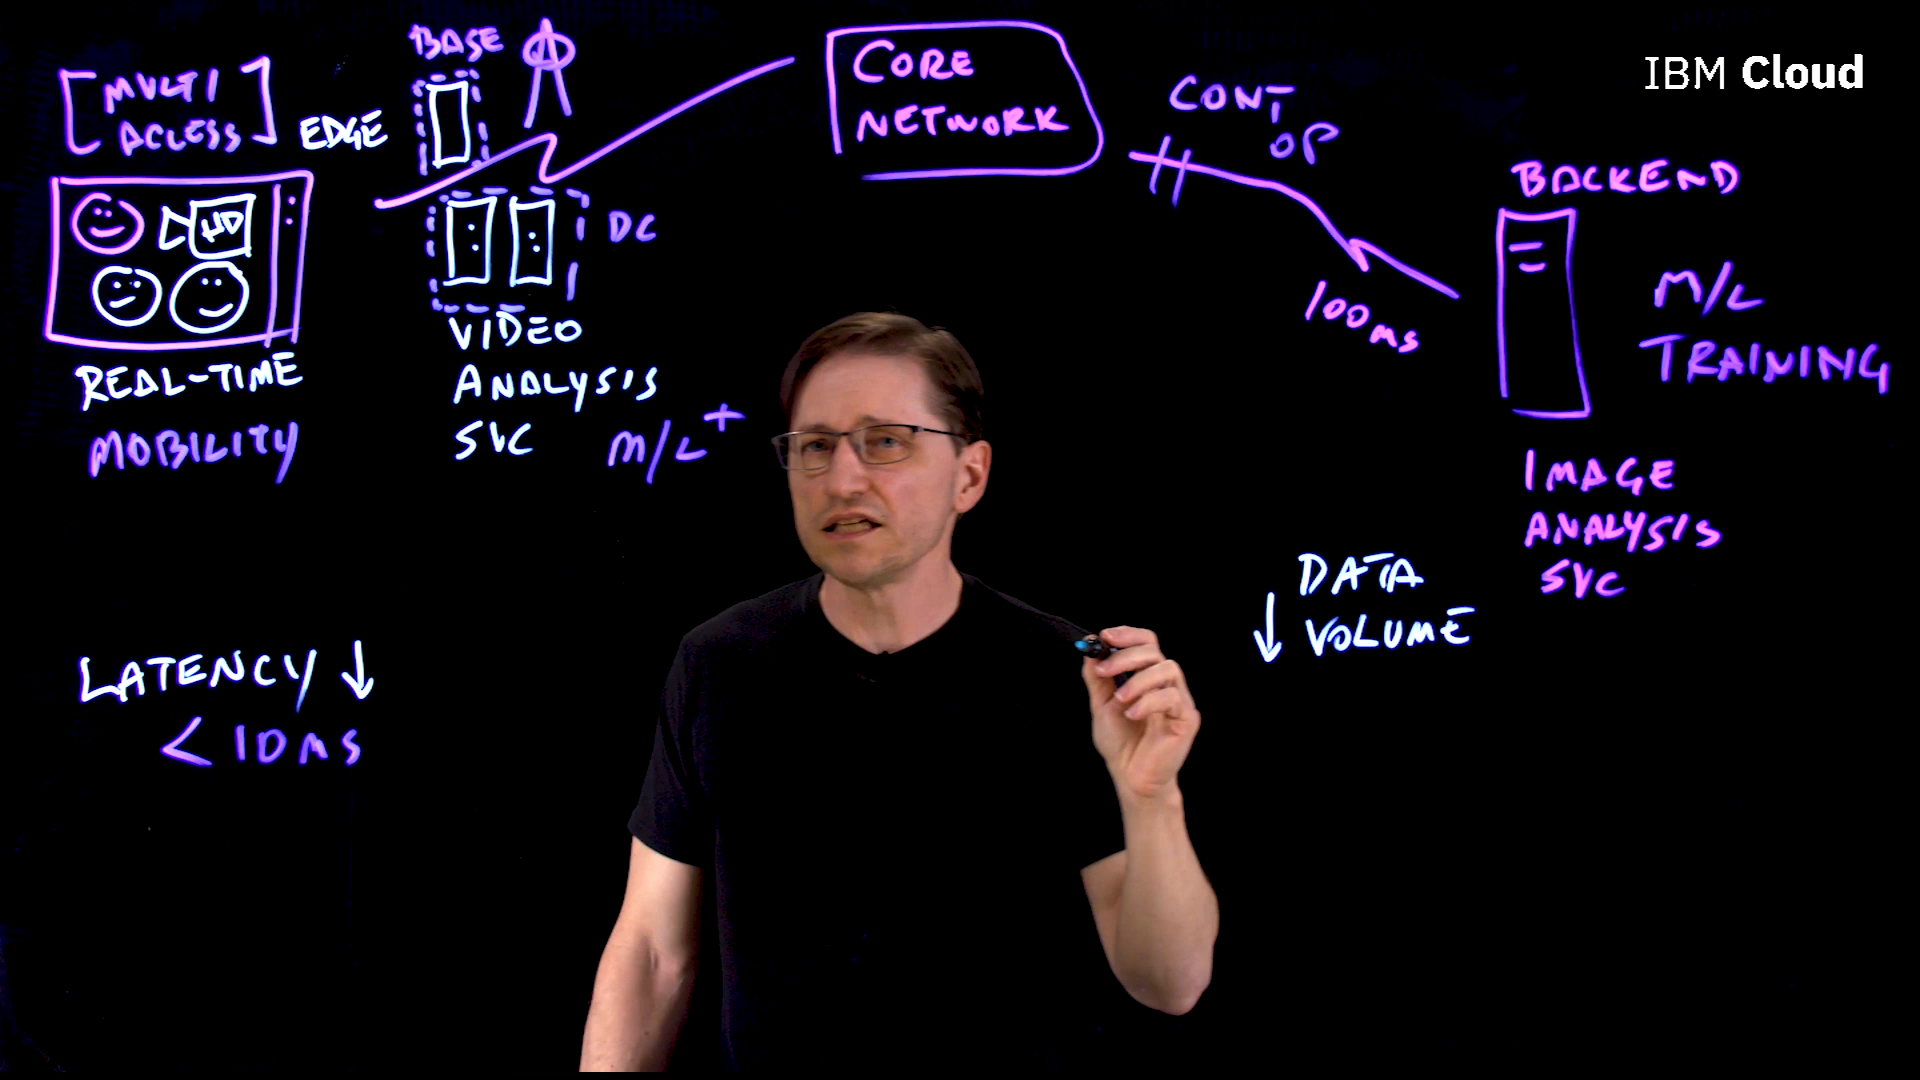 [MULTI
ACCESS]
EDGE
BASE
HD
REAL-TIME
MOBILITY
DC
VIDEO
ANALYSIS
SVC
M/L+
LATENCY ↓
< 10ms
CORE
NETWORK
CONT
OP
100ms
IBM Cloud
BACKEND
M/L
TRAINING
IMAGE
ANALYSIS
SVC
↓ DATA
VOLUME